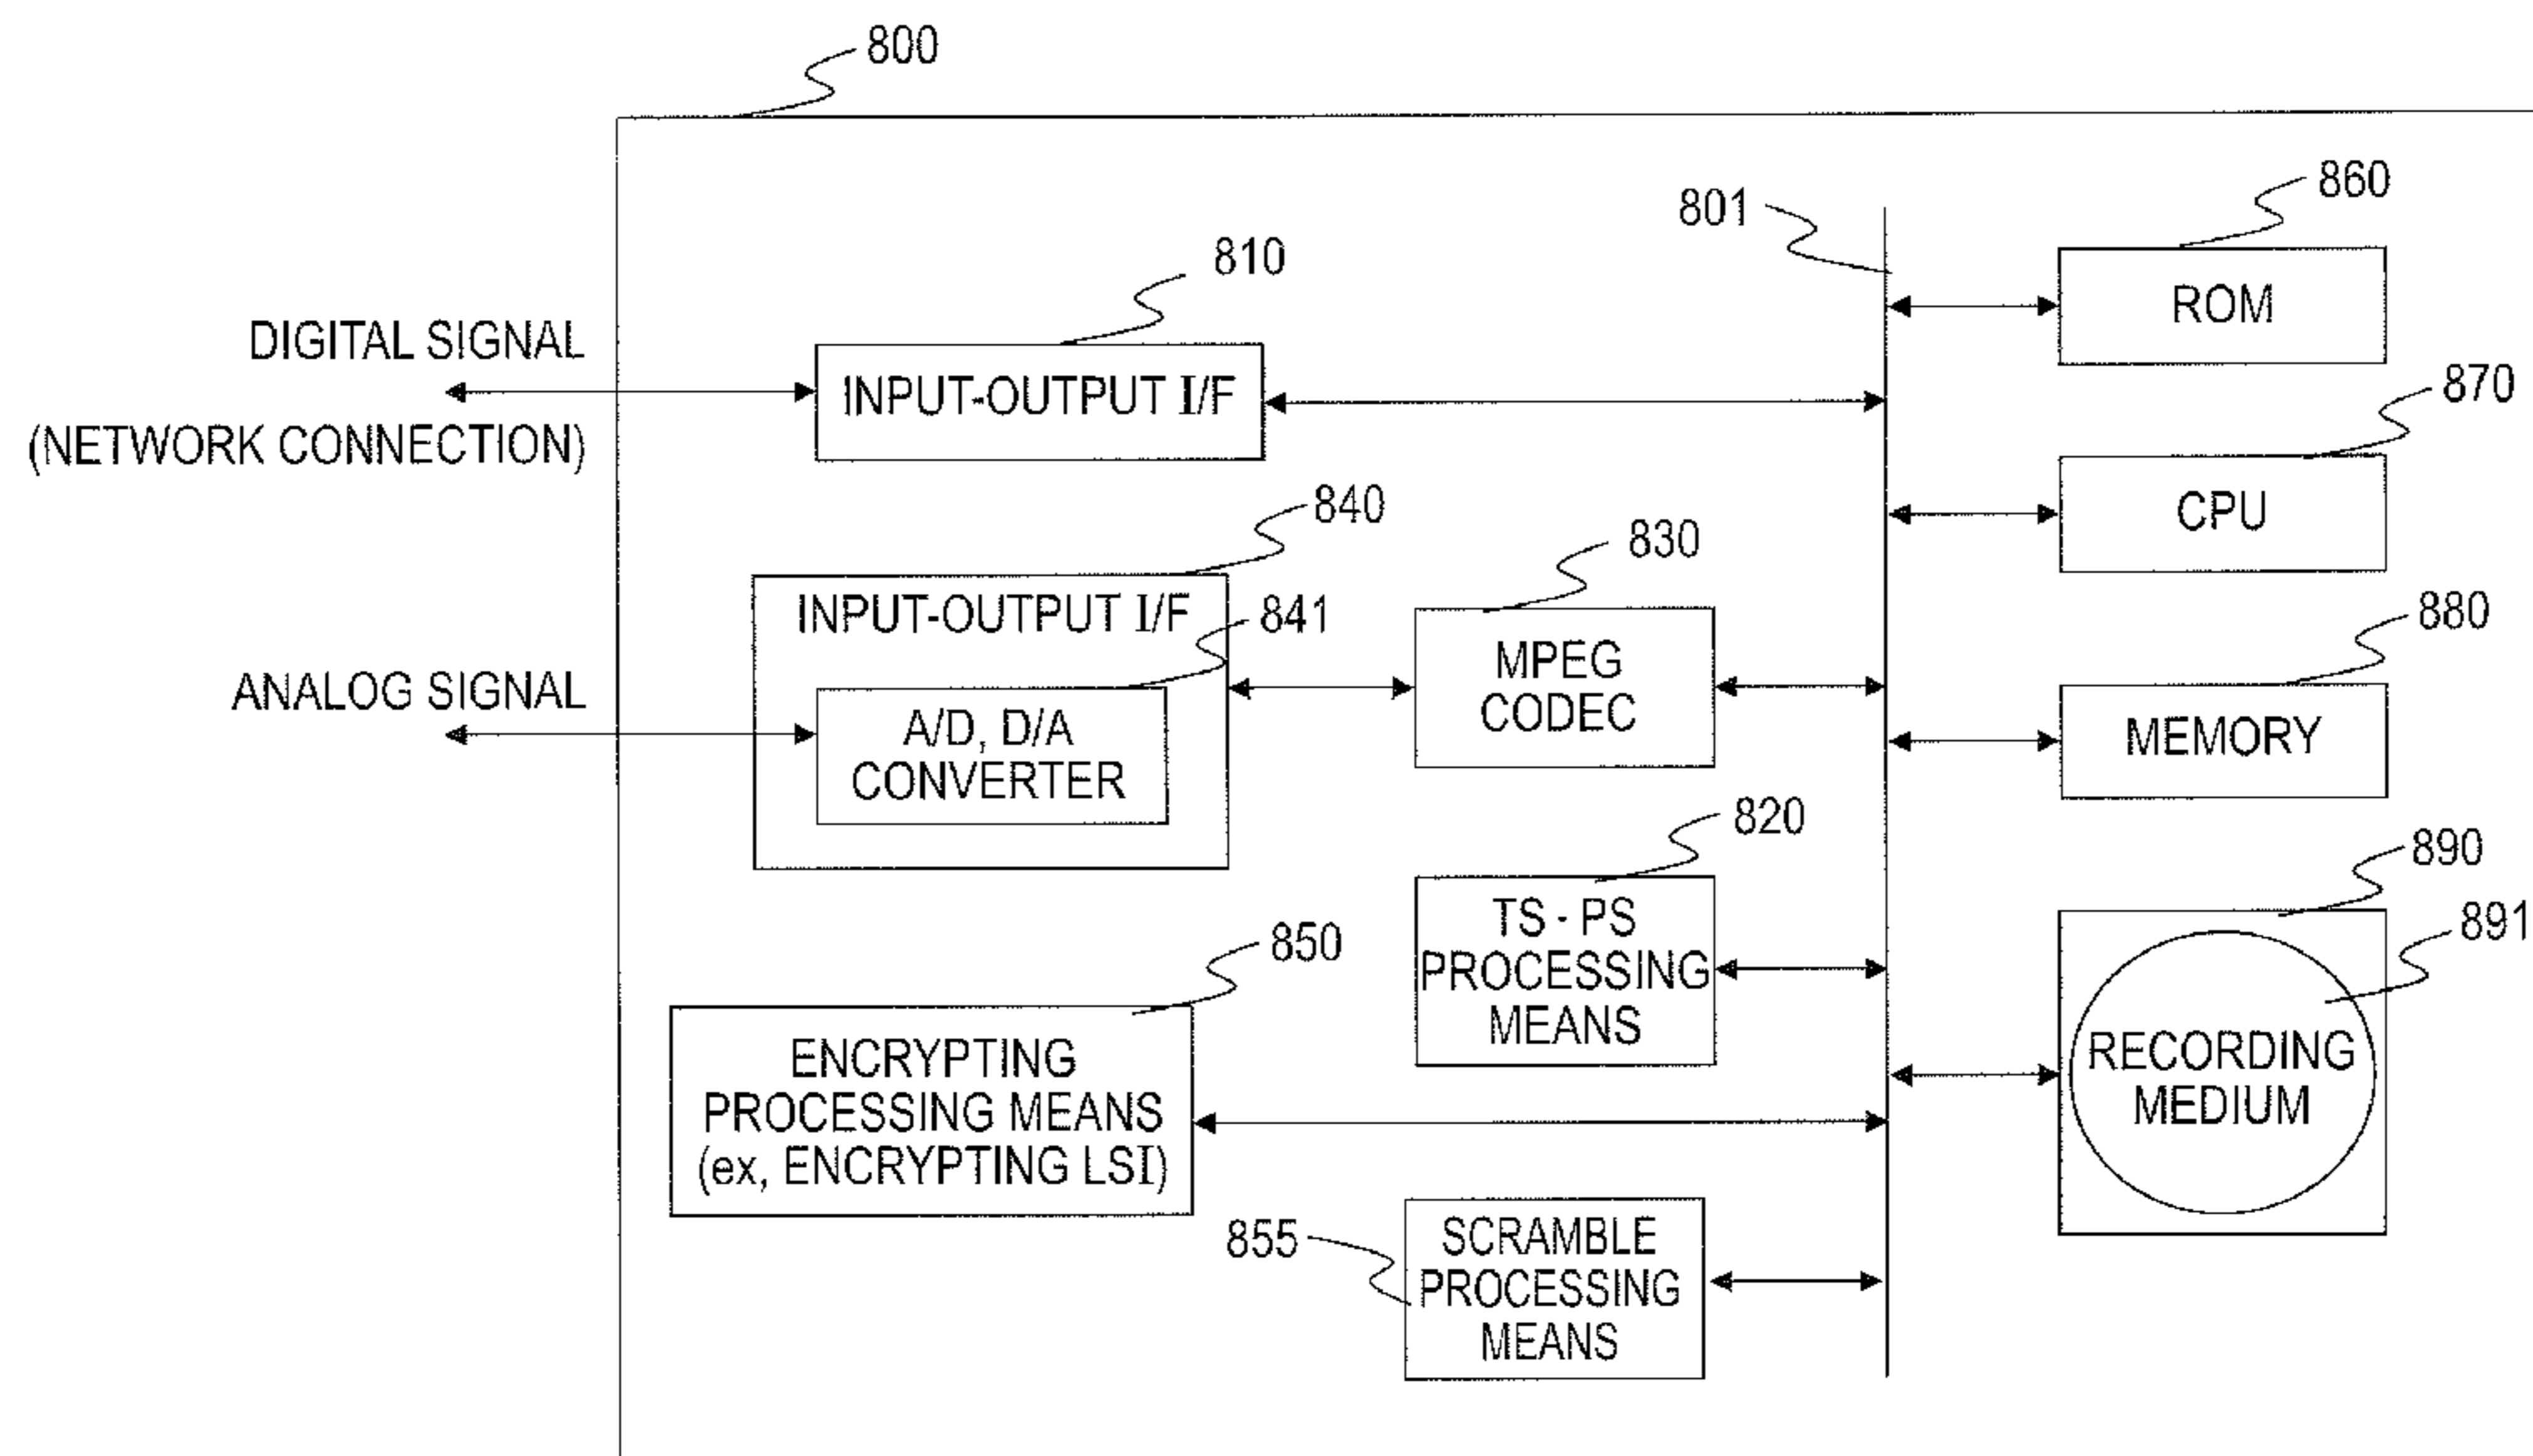 800
860
801
810
ROM
DIGITAL SIGNAL
870
INPUT-OUTPUT I/F
(NETWORK CONNECTION)
840
CPU
830
INPUT-OUTPUT I/F
841
880
MPEG
CODEC
ANALOG SIGNAL
A/D, D/A
CONVERTER
MEMORY
820
890
TS - PS
PROCESSING
MEANS
891
850
ENCRYPTING
PROCESSING MEANS
(ex, ENCRYPTING LSI)
RECORDING
MEDIUM
855
SCRAMBLE
PROCESSING
MEANS